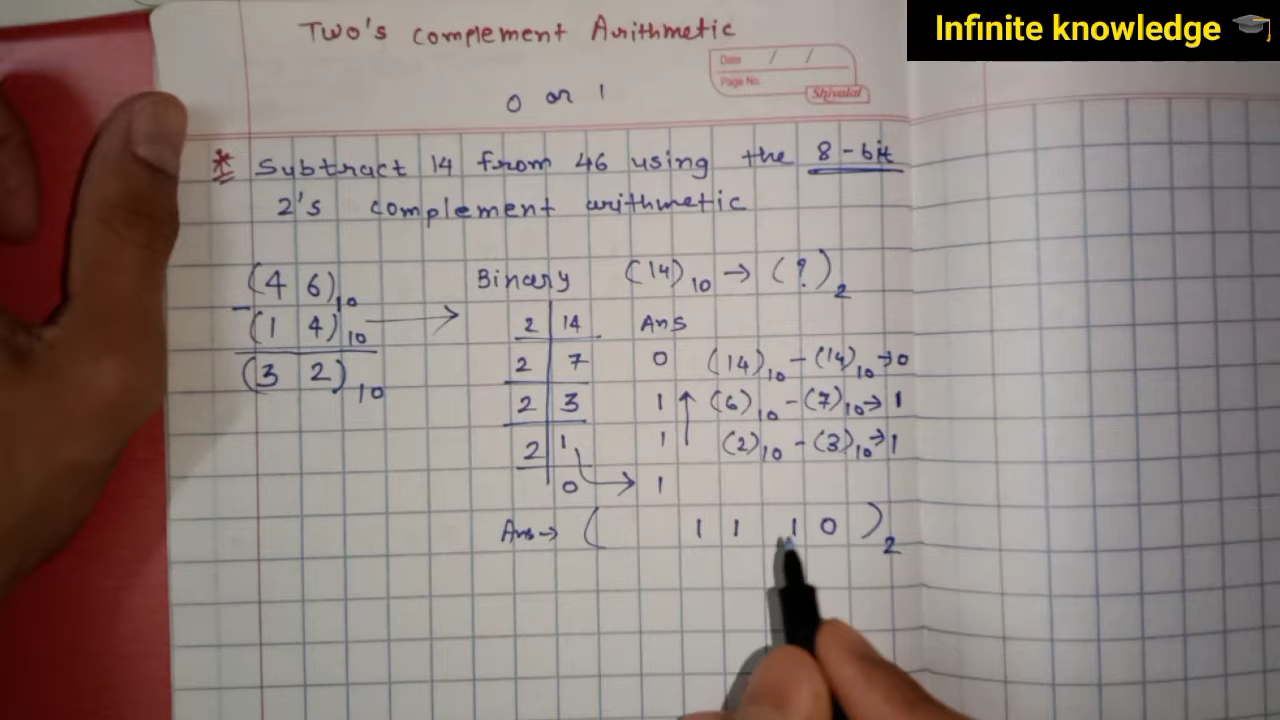 Infinite knowledge 🎓
Two's complement Arithmetic
Date / /
Page No.
Shivalal
0 or 1
* Subtract 14 from 46 using the 8-bit
2's complement arithmetic
(4 6)10
-(1 4)10
(3 2)10
Binary (14)10 → (?)2
2 14 Ans
2 7 0 (14)10 - (14)10 → 0
2 3 1 (6)10 - (7)10 → 1
2 1 1 (2)10 - (3)10 → 1
0 → 1
Ans → ( 1 1 1 0 )2